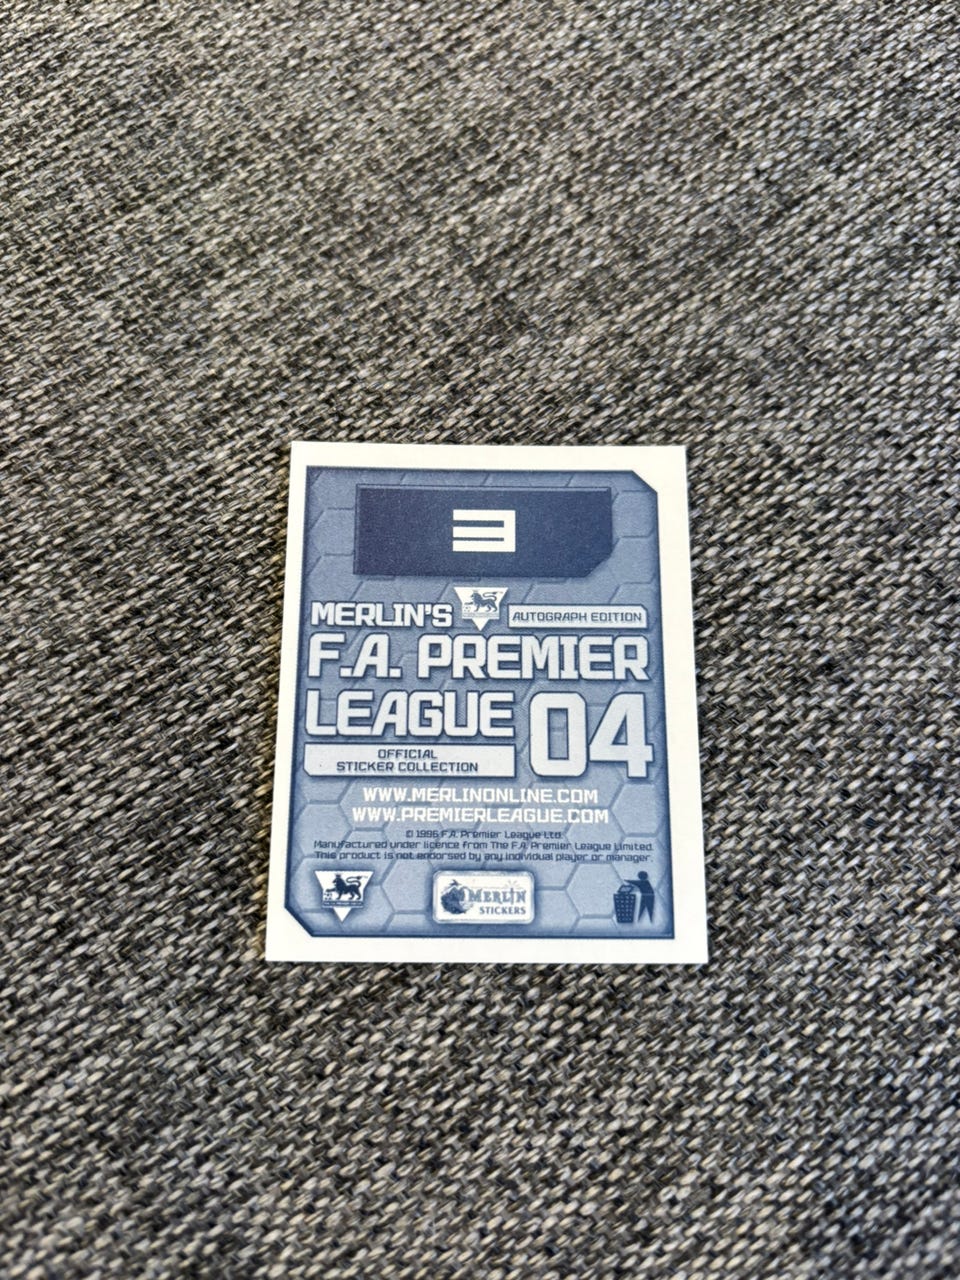 3
MERLIN'S
AUTOGRAPH EDITION
F.A. PREMIER
LEAGUE 04
OFFICIAL
STICKER COLLECTION
WWW.MERLINONLINE.COM
WWW.PREMIERLEAGUE.COM
© 1996 F.A. Premier League Ltd.
Manufactured under licence from The F.A. Premier League Limited.
This product is not endorsed by any individual player or manager.
MERLIN
STICKERS